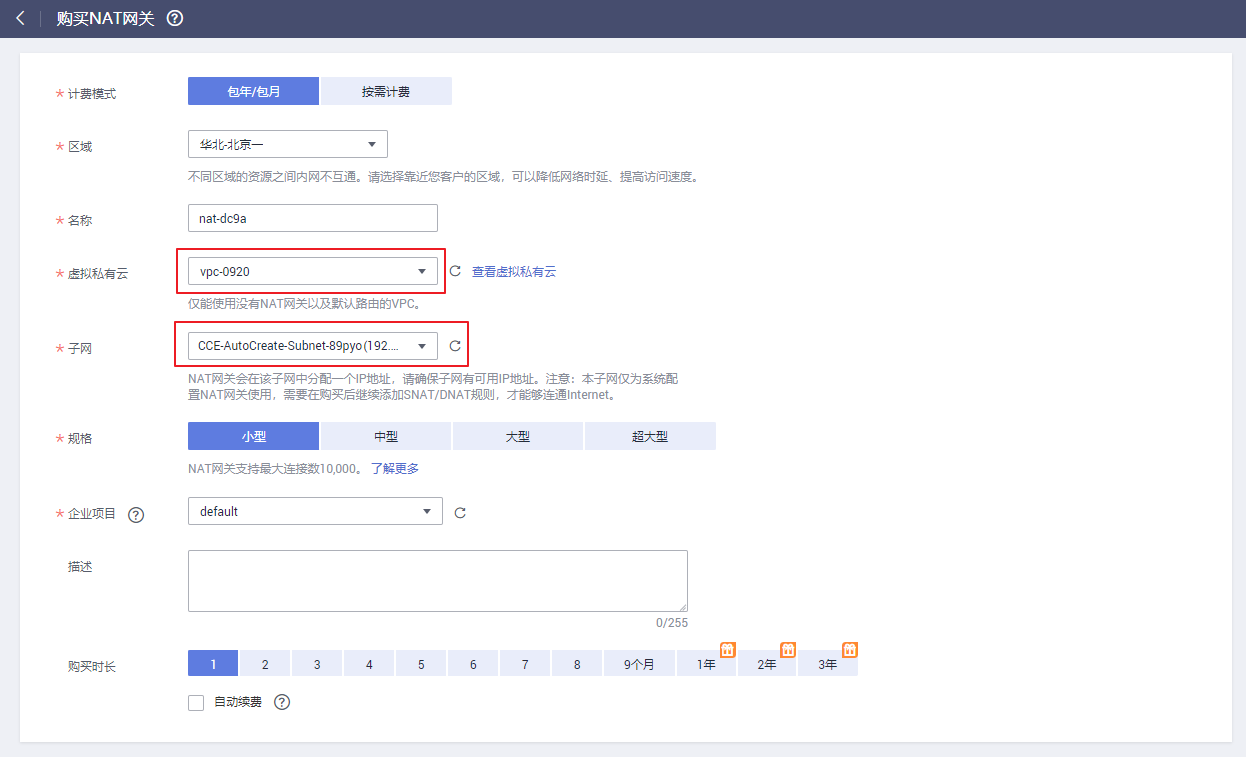 购买NAT网关 ?
* 计费模式 包年/包月 按需计费
* 区域 华北-北京一
不同区域的资源之间内网不互通。请选择靠近您客户的区域，可以降低网络时延、提高访问速度。
* 名称 nat-dc9a
* 虚拟私有云 vpc-0920 查看虚拟私有云
仅能使用没有NAT网关以及默认路由的VPC。
* 子网 CCE-AutoCreate-Subnet-89pyo(192....
NAT网关会在该子网中分配一个IP地址，请确保子网有可用IP地址。注意：本子网仅为系统配
置NAT网关使用，需要在购买后继续添加SNAT/DNAT规则，才能够连通Internet。
* 规格 小型 中型 大型 超大型
NAT网关支持最大连接数10,000。 了解更多
* 企业项目 ? default
描述
0/255
购买时长 1 2 3 4 5 6 7 8 9个月 1年 2年 3年
自动续费 ?